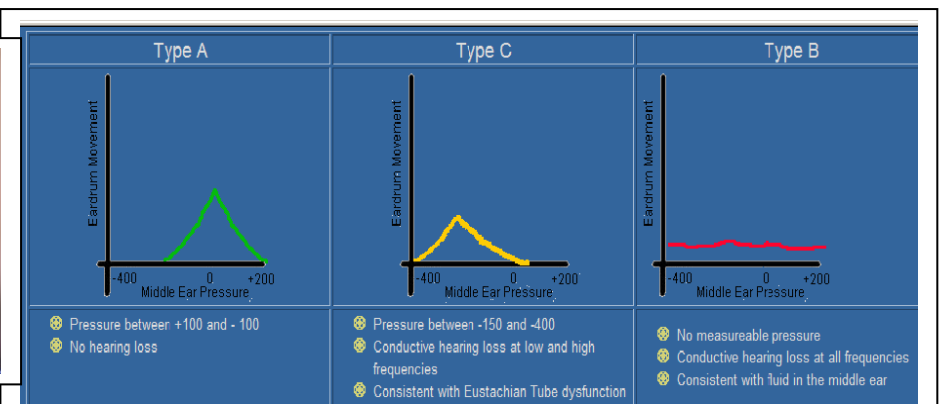 Type A
Type C
Type B
Eardrum Movement
-400 0 +200
Middle Ear Pressure
Eardrum Movement
-400 0 +200
Middle Ear Pressure
Eardrum Movement
-400 0 +200
Middle Ear Pressure
Pressure between +100 and - 100
No hearing loss
Pressure between -150 and -400
Conductive hearing loss at low and high
frequencies
Consistent with Eustachian Tube dysfunction
No measureable pressure
Conductive hearing loss at all frequencies
Consistent with fluid in the middle ear